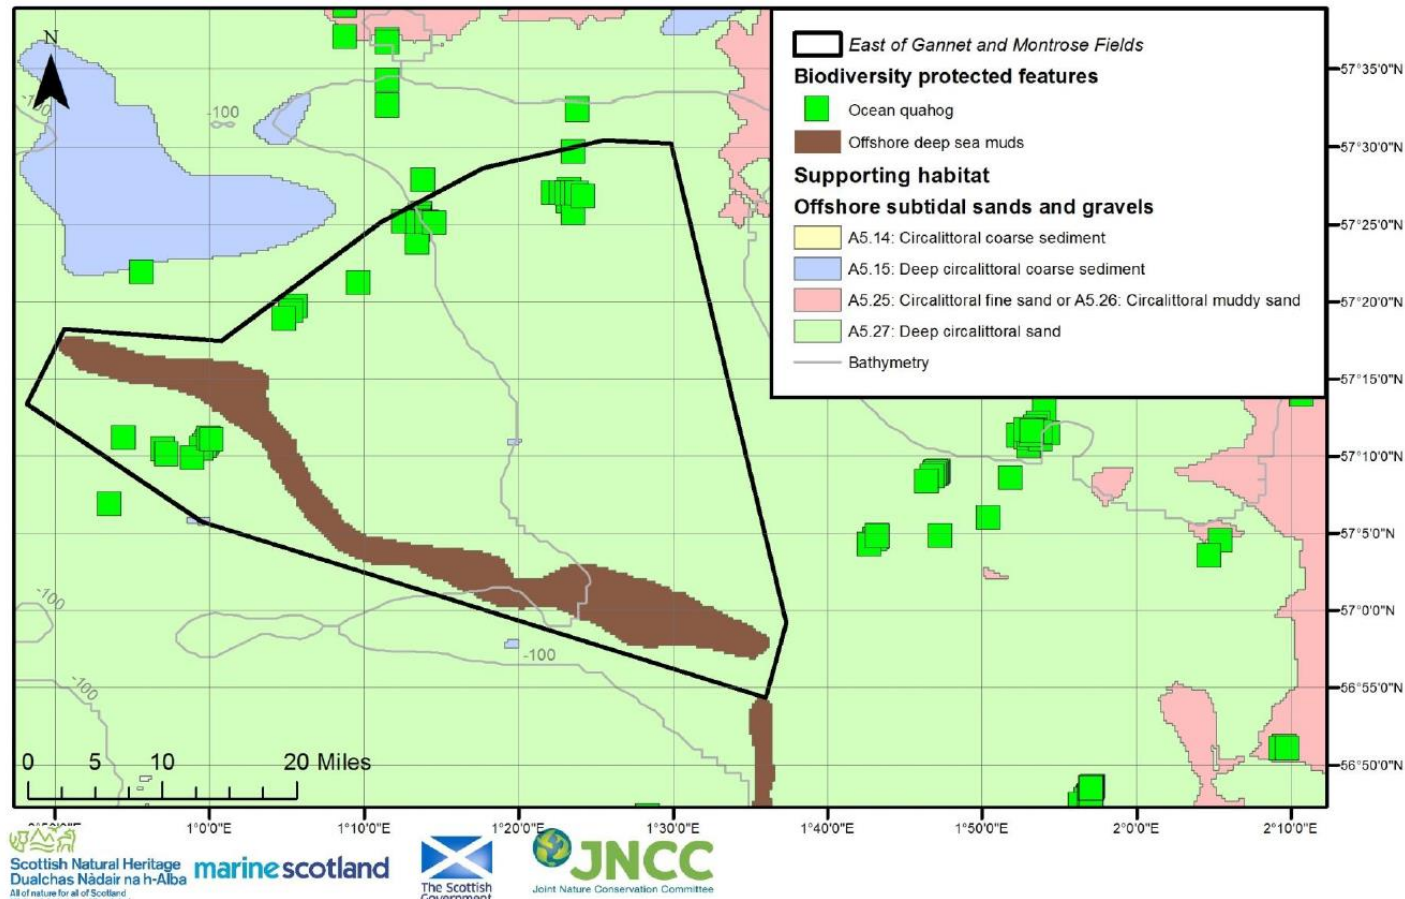 N
-100
-100
East of Gannet and Montrose Fields
Biodiversity protected features
Ocean quahog
Offshore deep sea muds
Supporting habitat
Offshore subtidal sands and gravels
A5.14: Circalittoral coarse sediment
A5.15: Deep circalittoral coarse sediment
A5.25: Circalittoral fine sand or A5.26: Circalittoral muddy sand
A5.27: Deep circalittoral sand
Bathymetry
57°35'0"N
57°30'0"N
57°25'0"N
57°20'0"N
57°15'0"N
57°10'0"N
57°5'0"N
57°0'0"N
56°55'0"N
56°50'0"N
-100
-100
-100
0 5 10 20 Miles
1°0'0"E 1°10'0"E 1°20'0"E 1°30'0"E 1°40'0"E 1°50'0"E 2°0'0"E 2°10'0"E
Scottish Natural Heritage
Dualchas Nàdair na h-Alba
All of nature for all of Scotland
marinescotland
The Scottish
Government
JNCC
Joint Nature Conservation Committee